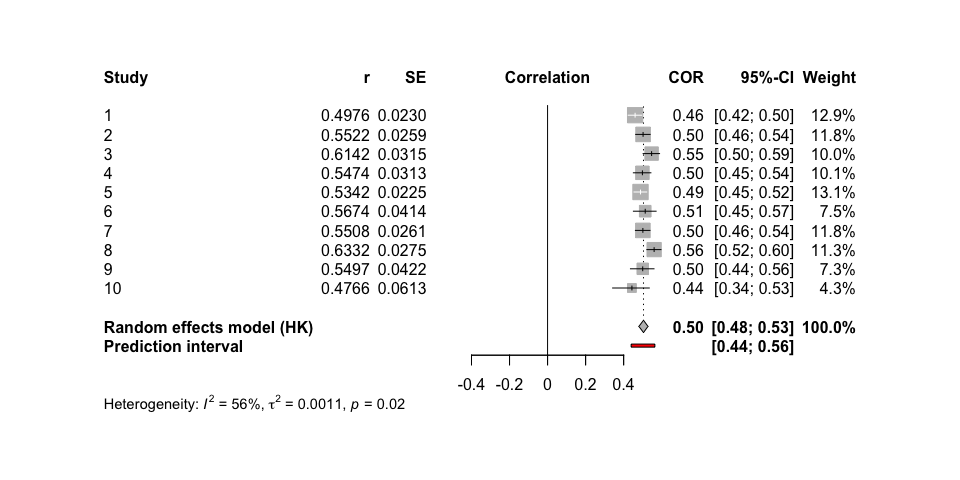 Study r SE Correlation COR 95%-CI Weight
1 0.4976 0.0230 0.46 [0.42; 0.50] 12.9%
2 0.5522 0.0259 0.50 [0.46; 0.54] 11.8%
3 0.6142 0.0315 0.55 [0.50; 0.59] 10.0%
4 0.5474 0.0313 0.50 [0.45; 0.54] 10.1%
5 0.5342 0.0225 0.49 [0.45; 0.52] 13.1%
6 0.5674 0.0414 0.51 [0.45; 0.57] 7.5%
7 0.5508 0.0261 0.50 [0.46; 0.54] 11.8%
8 0.6332 0.0275 0.56 [0.52; 0.60] 11.3%
9 0.5497 0.0422 0.50 [0.44; 0.56] 7.3%
10 0.4766 0.0613 0.44 [0.34; 0.53] 4.3%
Random effects model (HK) 0.50 [0.48; 0.53] 100.0%
Prediction interval [0.44; 0.56]
-0.4 -0.2 0 0.2 0.4
Heterogeneity: I² = 56%, τ² = 0.0011, p = 0.02